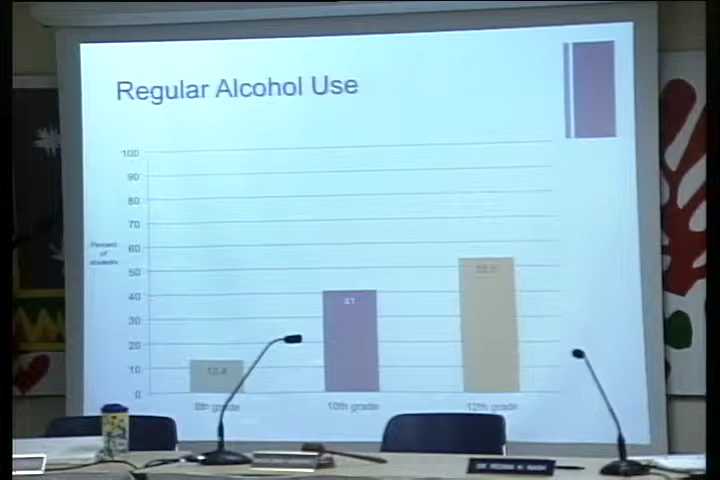 Regular Alcohol Use
100
90
80
70
60
50
40
30
20
10
0
Percent
of
students
41
8th grade
10th grade
12th grade